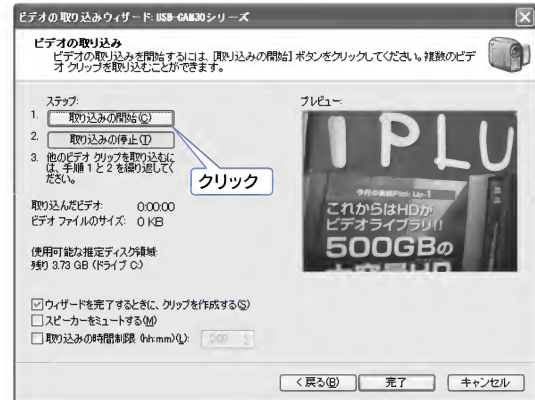 ビデオの取り込みウィザード: USB-CAM30シリーズ
ビデオの取り込み
ビデオの取り込みを開始するには、[取り込みの開始] ボタンをクリックしてください。複数のビデ
オ クリップを取り込むことができます。
ステップ:
1. 取り込みの開始(C)
2. 取り込みの停止(T)
3. 他のビデオ クリップを取り込むに
は、手順 1 と 2 を繰り返してく
ださい。
クリック
取り込んだビデオ: 0:00:00
ビデオ ファイルのサイズ: 0 KB
使用可能な推定ディスク領域:
残り 3.73 GB (ドライブ C:)
ウィザードを完了するときに、クリップを作成する(S)
スピーカーをミュートする(M)
取り込みの時間制限 (hh:mm)(L):
プレビュー:
I PLU
今月の厳選Pick Up-1
これからはHDが
ビデオライブラリ!!
500GBの
< 戻る(B)
完了
キャンセル